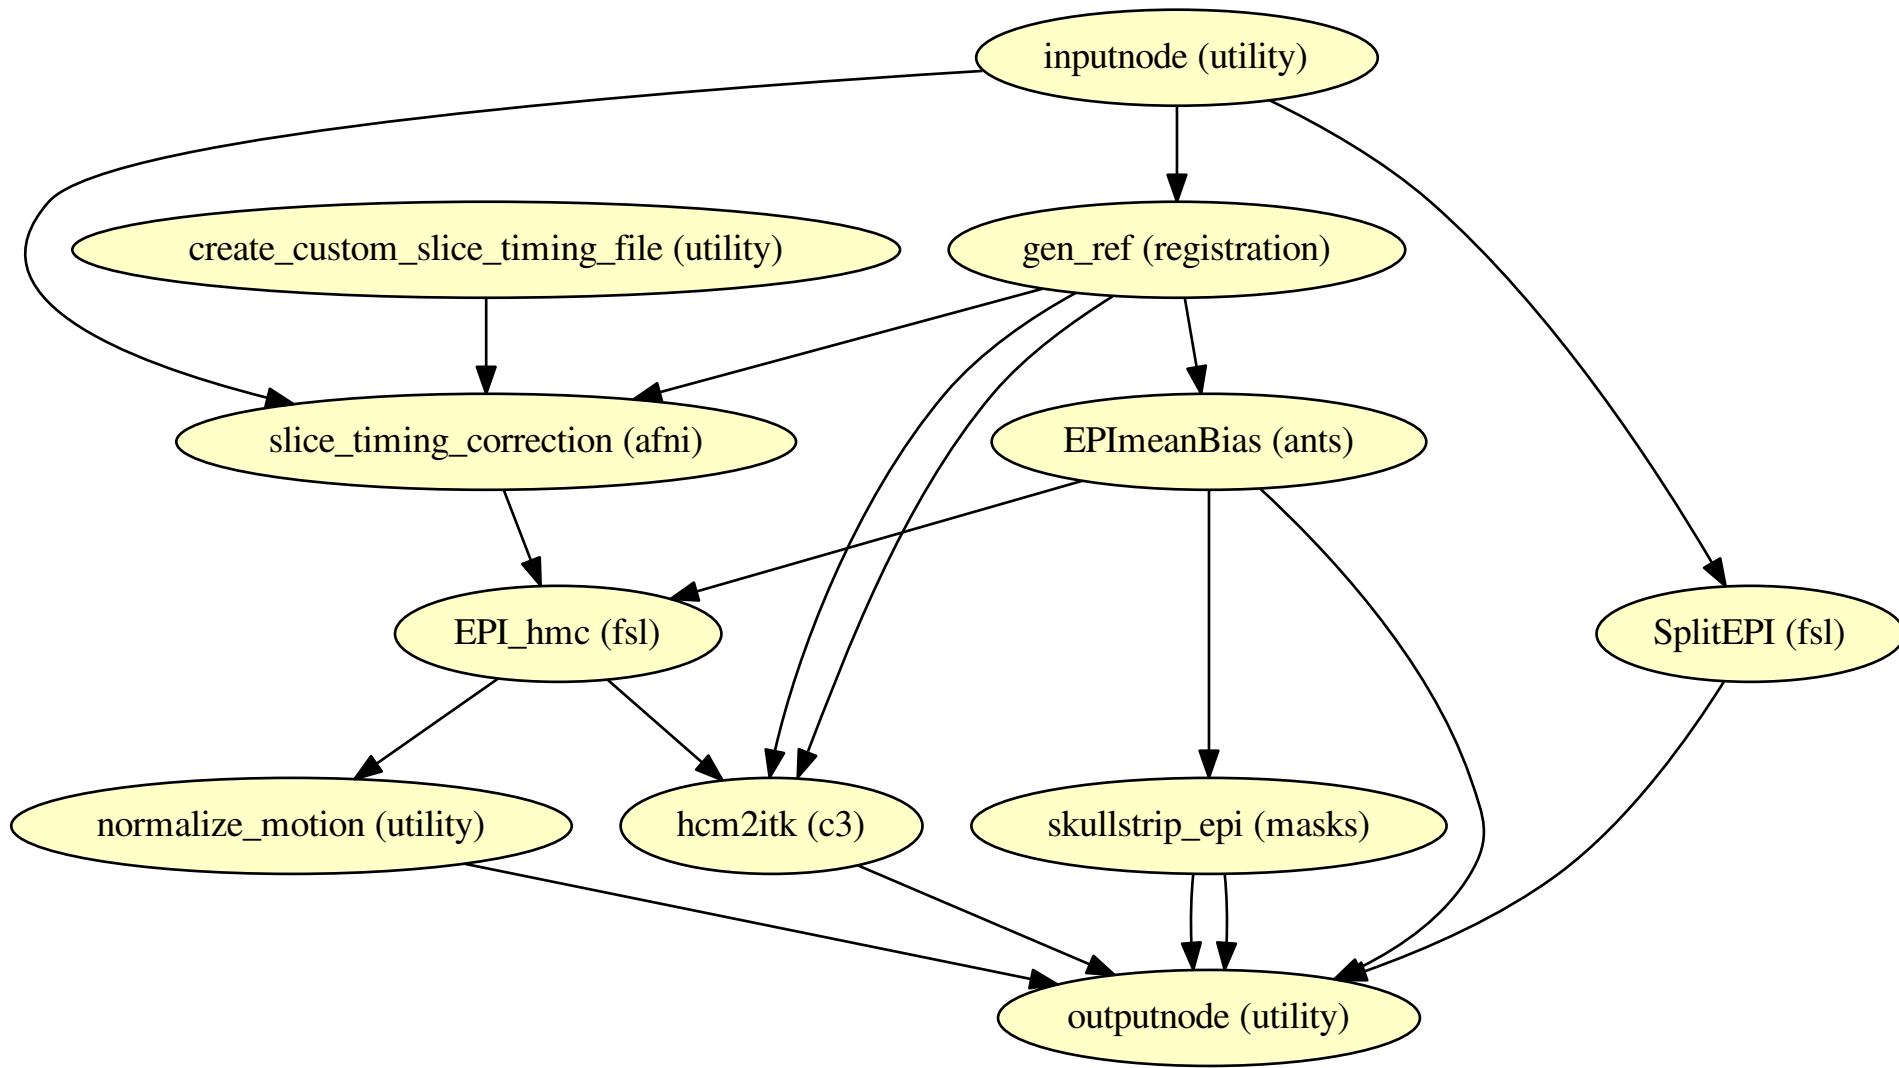 inputnode (utility)
create_custom_slice_timing_file (utility)
gen_ref (registration)
slice_timing_correction (afni)
EPImeanBias (ants)
EPI_hmc (fsl)
SplitEPI (fsl)
normalize_motion (utility)
hcm2itk (c3)
skullstrip_epi (masks)
outputnode (utility)